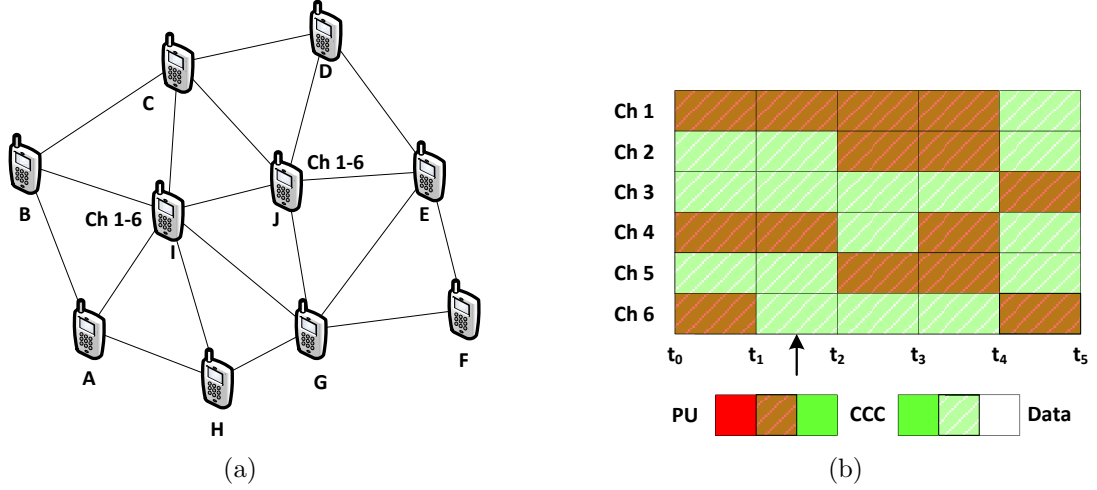 D
C
Ch 1-6
B
Ch 1-6
J
E
I
A
G
F
H
(a)
Ch 1
Ch 2
Ch 3
Ch 4
Ch 5
Ch 6
t0 t1 t2 t3 t4 t5
PU CCC Data
(b)